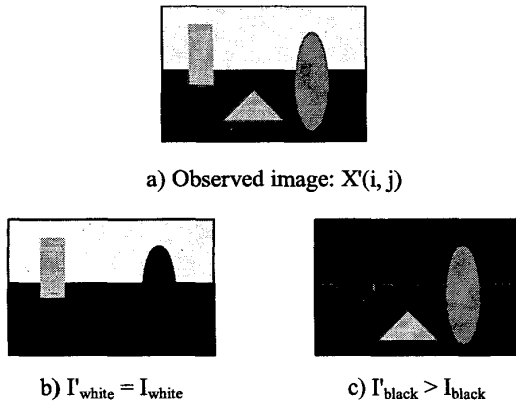 a) Observed image: X'(i, j)
b) I'white = Iwhite
c) I'black > Iblack